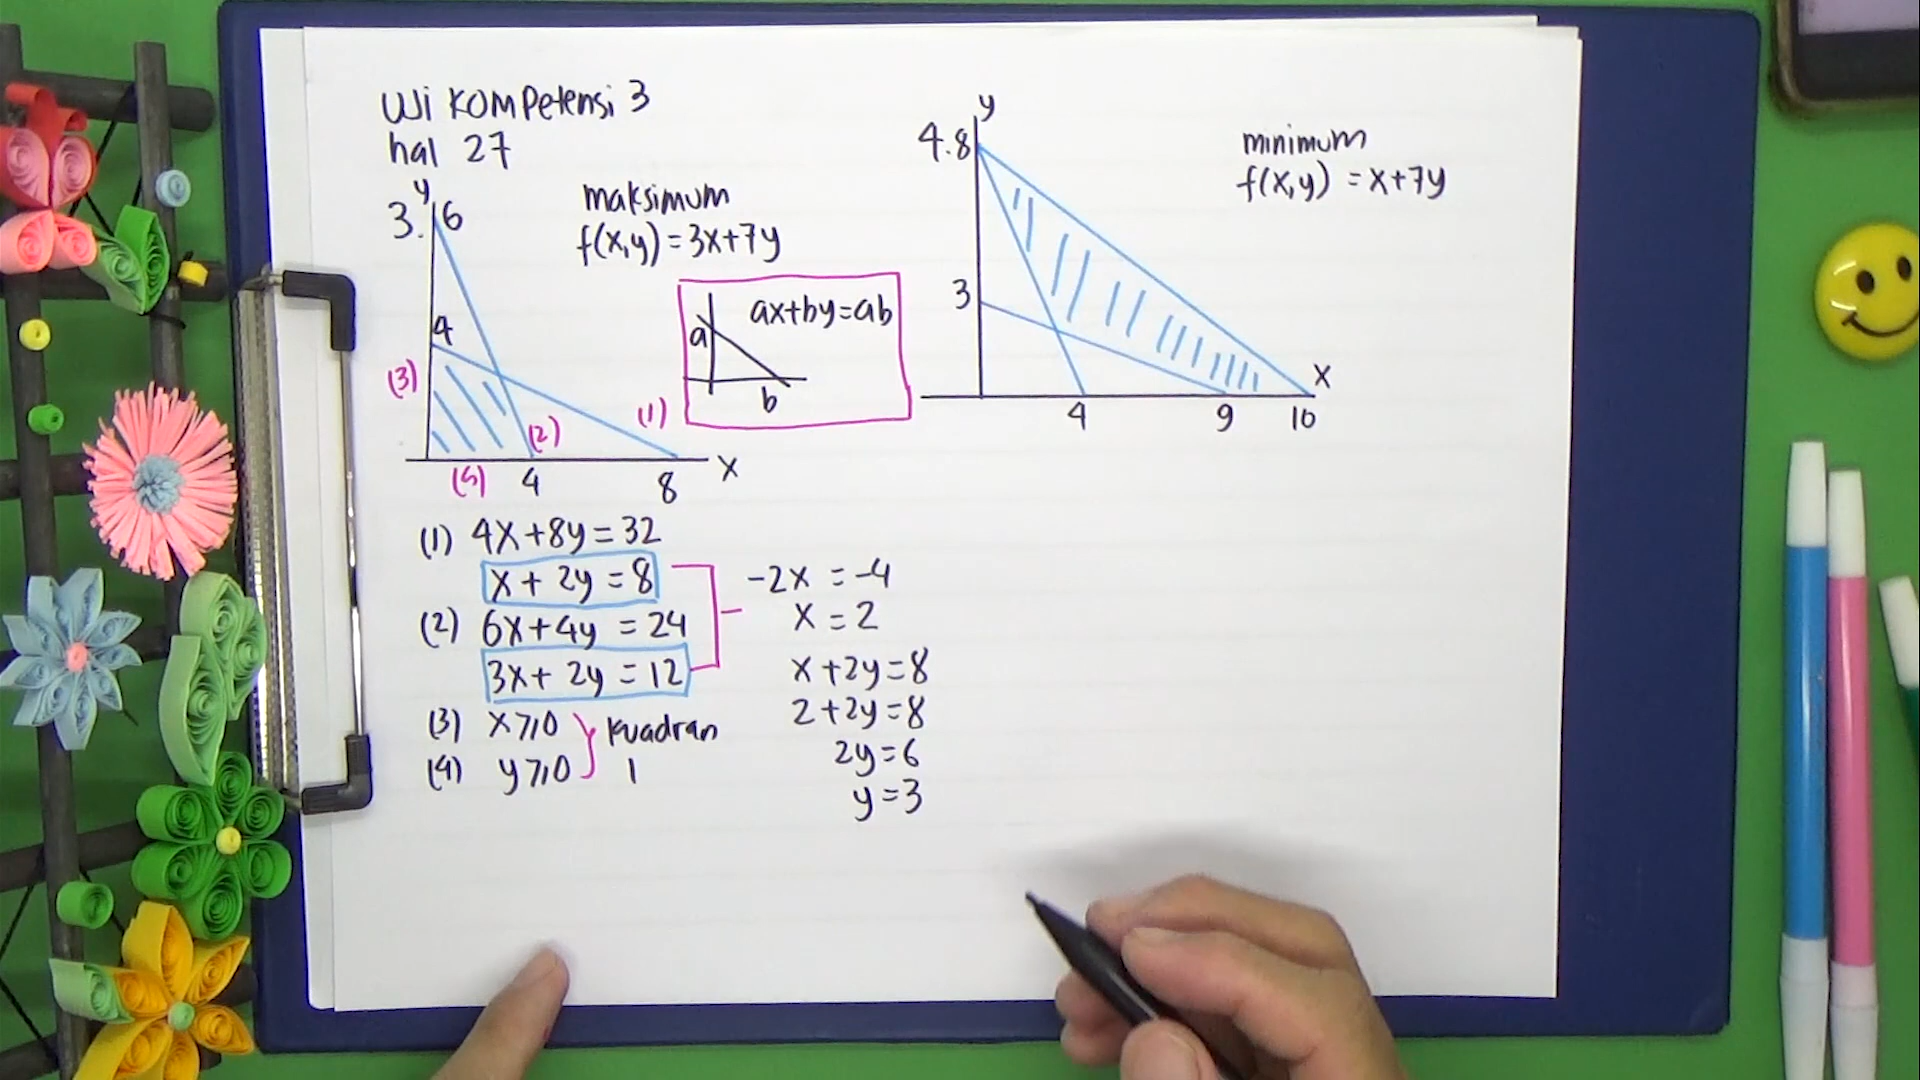 UJi KOMPetensi 3
hal 27
3.
y
6
4
(3)
(2)
(1)
(4) 4 8 x
maksimum
f(x,y) = 3x+7y
ax+by=ab
a
b
(1) 4x+8y=32
x + 2y = 8
(2) 6x+4y = 24
3x+ 2y = 12
(3) x≥0
(4) y≥0
kuadran
1
-2x = -4
x = 2
x+2y=8
2+2y=8
2y=6
y=3
4.
y
8
3
x
4 9 10
minimum
f(x,y) = x+7y